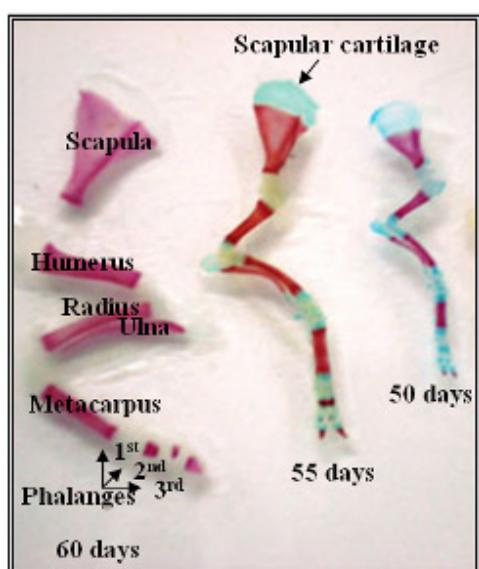 Scapular cartilage
Scapula
Humerus
Radius
Ulna
Metacarpus
1st
2nd
3rd
Phalanges
50 days
55 days
60 days